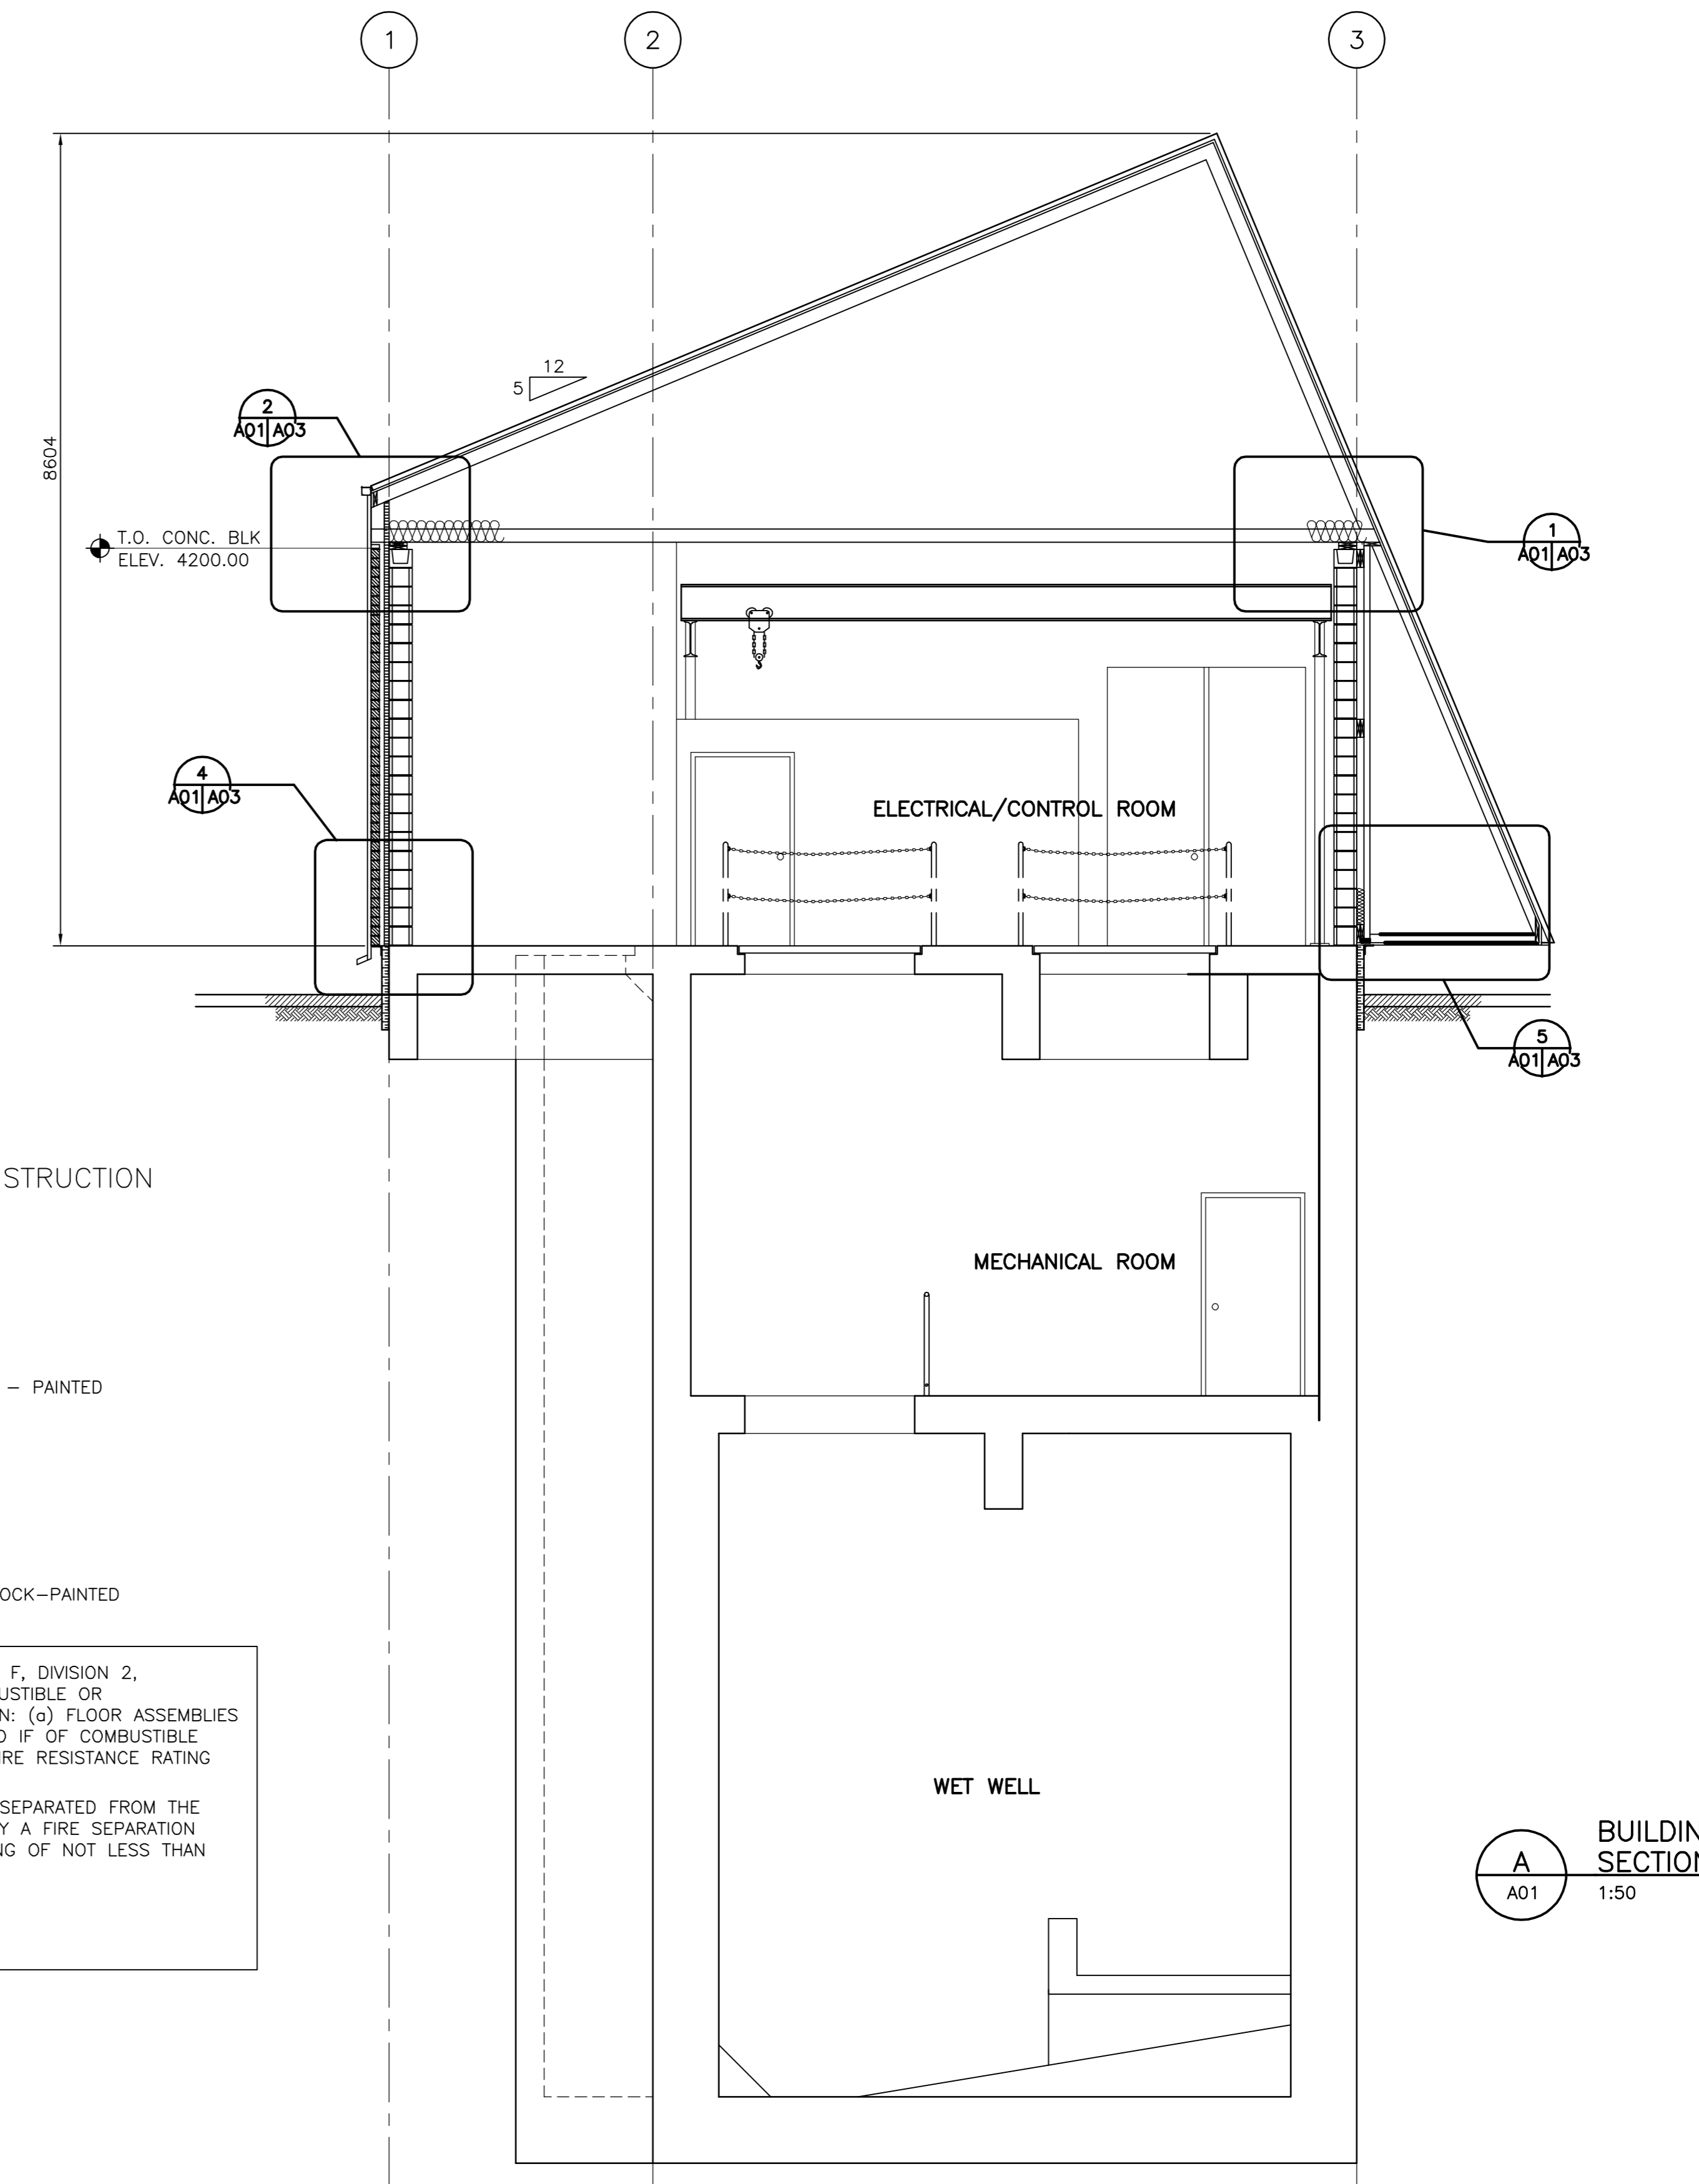 1
2
3
12
5
2
A01 A03
8604
T.O. CONC. BLK
ELEV. 4200.00
1
A01 A03
4
A01 A03
ELECTRICAL/CONTROL ROOM
5
A01 A03
STRUCTION
MECHANICAL ROOM
– PAINTED
OCK–PAINTED
F, DIVISION 2,
USTIBLE OR
N: (a) FLOOR ASSEMBLIES
D IF OF COMBUSTIBLE
IRE RESISTANCE RATING
SEPARATED FROM THE
Y A FIRE SEPARATION
NG OF NOT LESS THAN
WET WELL
A
A01
BUILDIN
SECTION
1:50